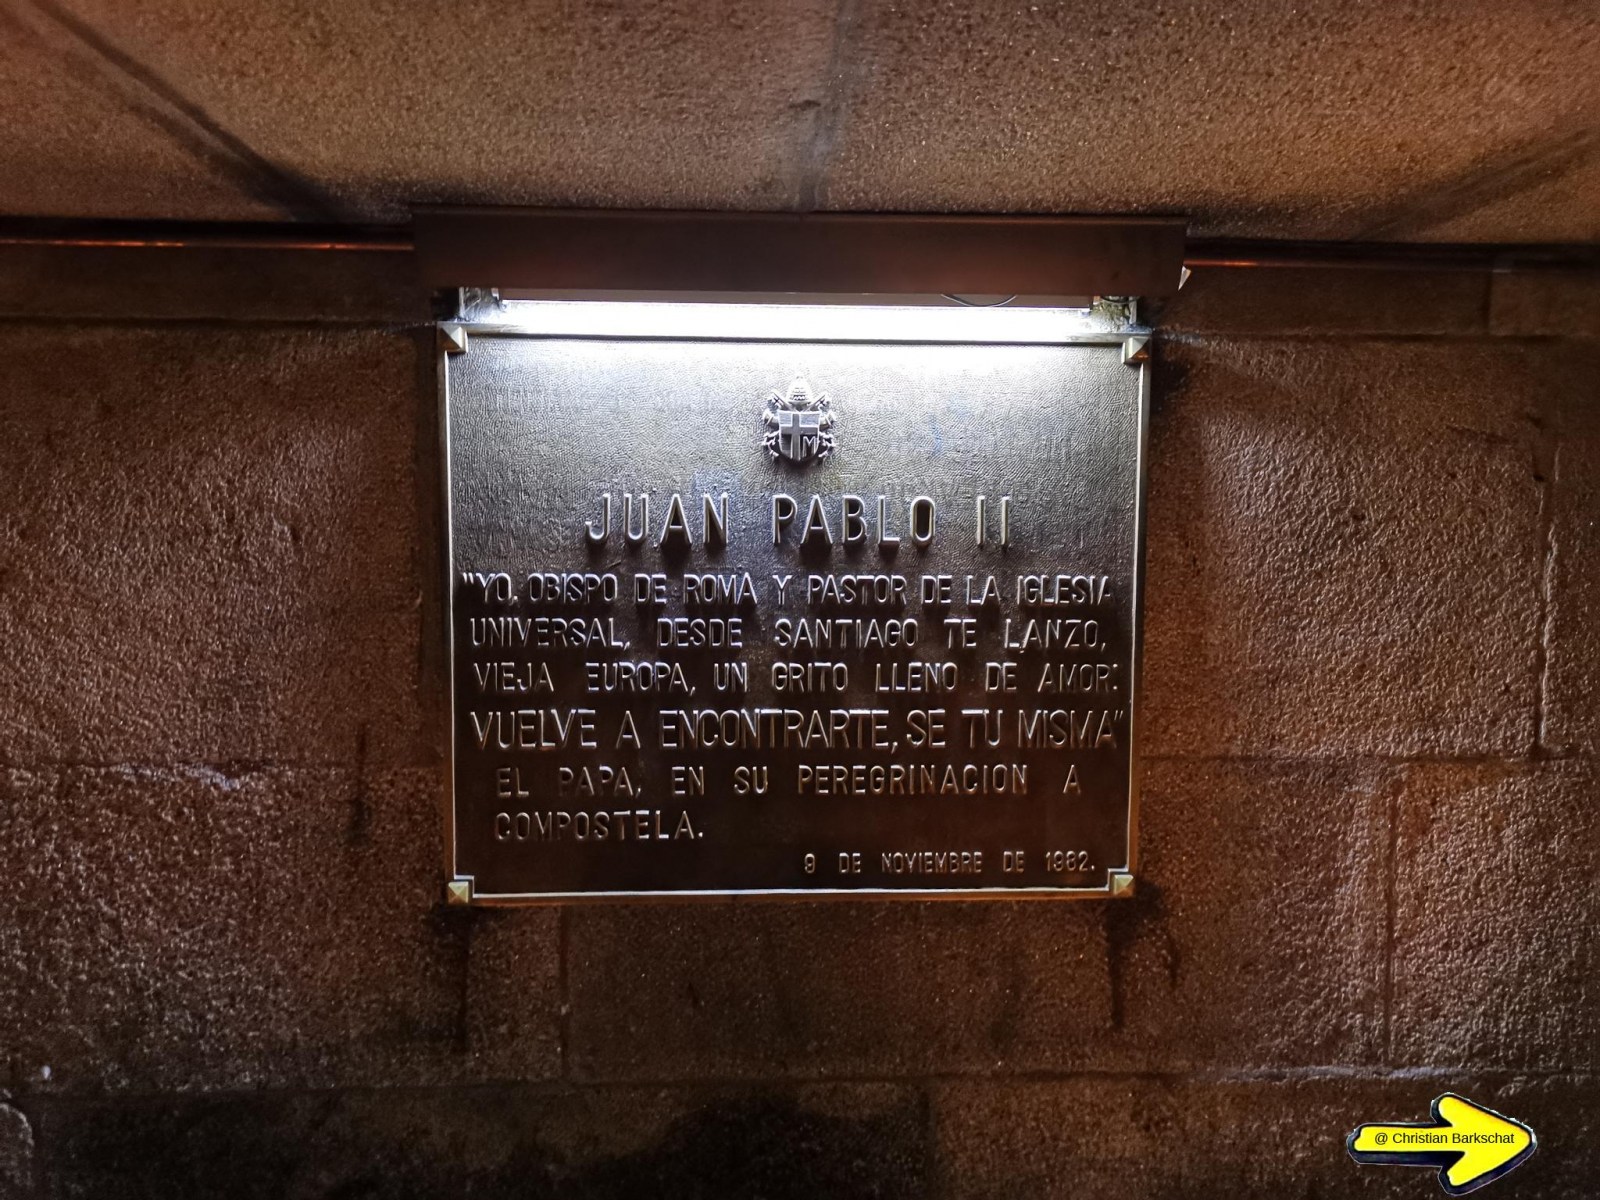 M
JUAN PABLO II
"YO, OBISPO DE ROMA Y PASTOR DE LA IGLESIA
UNIVERSAL, DESDE SANTIAGO TE LANZO,
VIEJA EUROPA, UN GRITO LLENO DE AMOR:
VUELVE A ENCONTRARTE, SE TU MISMA"
EL PAPA, EN SU PEREGRINACION A
COMPOSTELA.
9 DE NOVIEMBRE DE 1982.
@ Christian Barkschat